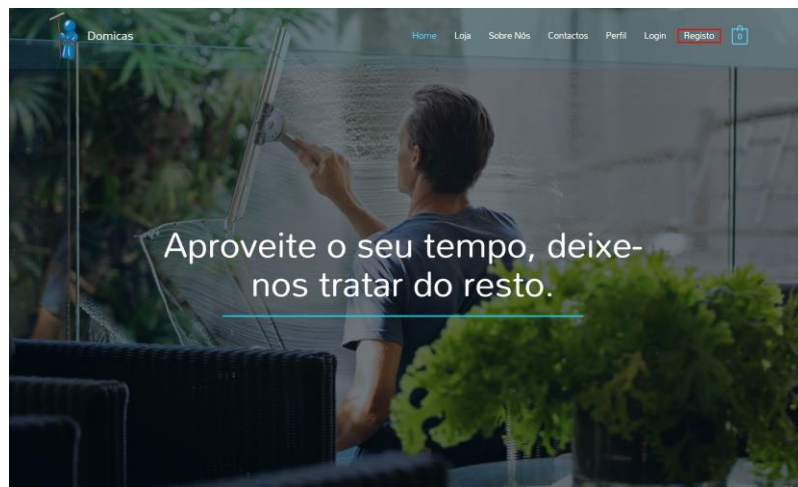 Domicas
Home Loja Sobre Nós Contactos Perfil Login Registo 0
Aproveite o seu tempo, deixe-
nos tratar do resto.